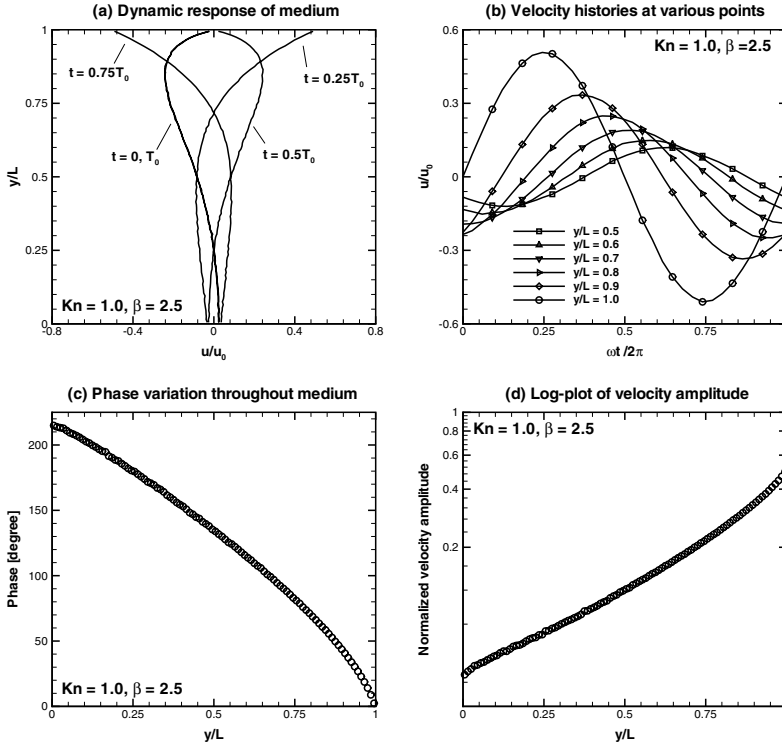 (a) Dynamic response of medium
1
t = 0.75T₀
t = 0.25T₀
0.75
t = 0, T₀
t = 0.5T₀
y/L
0.5
0.25
Kn = 1.0, β = 2.5
0
-0.8
-0.4
0
0.4
0.8
u/u₀
(b) Velocity histories at various points
0.6
Kn = 1.0, β =2.5
0.3
u/u₀
0
y/L = 0.5
y/L = 0.6
y/L = 0.7
y/L = 0.8
y/L = 0.9
y/L = 1.0
-0.3
-0.6
0
0.25
0.5
0.75
ωt /2π
(c) Phase variation throughout medium
200
150
Phase [degree]
100
50
Kn = 1.0, β = 2.5
0
0
0.25
0.5
0.75
1
y/L
(d) Log-plot of velocity amplitude
1
0.8
Kn = 1.0, β = 2.5
0.6
0.4
Normalized velocity amplitude
0.2
0
0.25
0.5
0.75
y/L